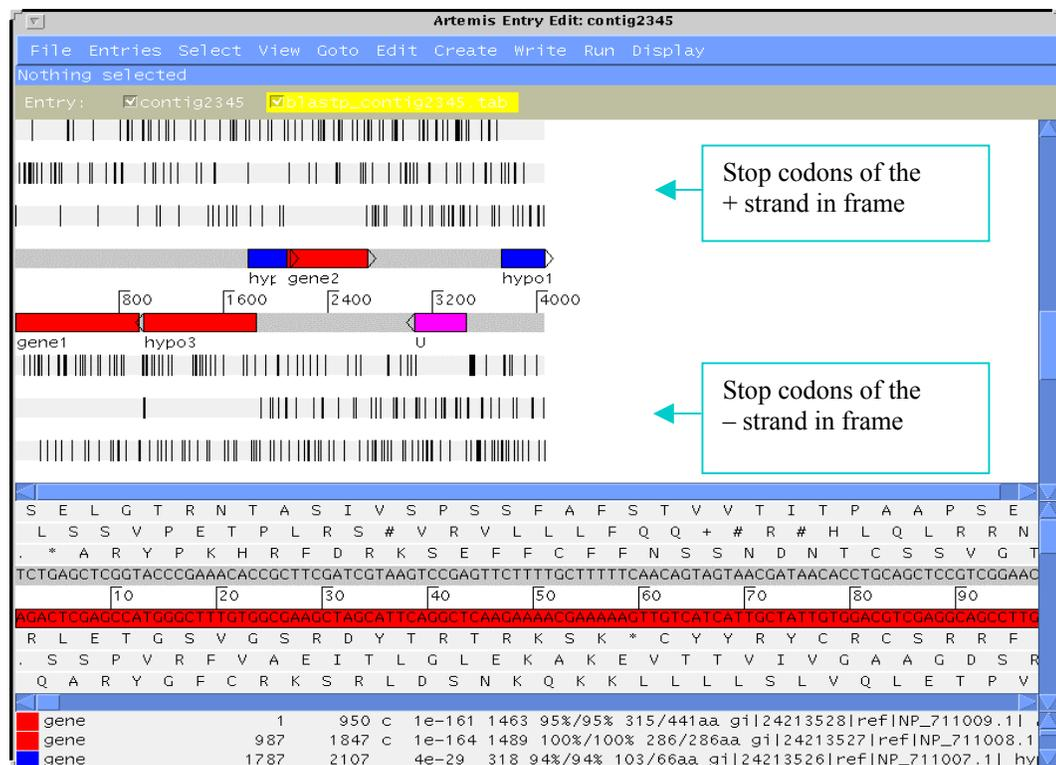 Artemis Entry Edit: contig2345
File Entries Select View Goto Edit Create Write Run Display
Nothing selected
Entry: contig2345 blastp_contig2345 tab
Stop codons of the
+ strand in frame
hyp gene2 hypo1
800 1600 2400 3200 4000
gene1 hypo3 U
Stop codons of the
– strand in frame
S E L G T R N T A S I V S P S S F A F S T V V T I T P A A P S E
L S S V P E T P L R S # V R V L L L F Q Q + # R # H L Q L R R N
. * A R Y P K H R F D R K S E F F C F F N S S N D N T C S S V G T
TCTGAGCTCGGTACCCGAAACACCGCTTCGATCGTAAGTCCGAGTTCTTTTGCTTTTTCAACAGTAGTAACGATAACACCTGCAGCTCCGTCGGAAC
10 20 30 40 50 60 70 80 90
AGACTCGAGCCATGGGCTTTGTGGCGAAGCTAGCATTCAGGCTCAAGAAAACGAAAAAGTTGTCATCATTGCTATTGTGGACGTCGAGGCAGCCTTG
R L E T G S V G S R D Y T R T R K S K * C Y Y R Y C R C S R R F
. S S P V R F V A E I T L G L E K A K E V T T V I V G A A G D S R
Q A R Y G F C R K S R L D S N K Q K K L L L L S L V Q L E T P V
gene 1 950 c 1e-161 1463 95%/95% 315/441aa gi|24213528|ref|NP_711009.1|
gene 987 1847 c 1e-164 1489 100%/100% 286/286aa gi|24213527|ref|NP_711008.1
gene 1787 2107 4e-29 318 94%/94% 103/66aa gi|24213526|ref|NP_711007.1| hy